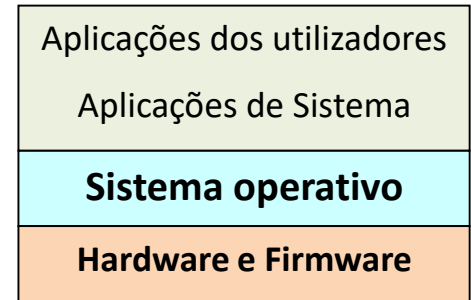 Aplicações dos utilizadores
Aplicações de Sistema
Sistema operativo
Hardware e Firmware